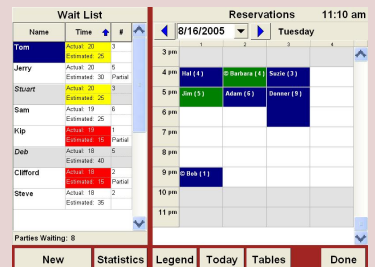 Wait List
Name Time #
Tom Actual: 20 3
Estimated: 25
Jerry Actual: 20 5
Estimated: 30 Partial
Stuart Actual: 20 3
Estimated: 25
Sam Actual: 19 6
Estimated: 25
Kip Actual: 19 1
Estimated: 15 Partial
Deb Actual: 18 5
Estimated: 40
Clifford Actual: 18 2
Estimated: 15 Partial
Steve Actual: 18 2
Estimated: 35
Parties Waiting: 8
Reservations 11:10 am
8/16/2005 Tuesday
1 2 3 4
3 pm
4 pm Hal (4) © Barbara (4) Suzie (3)
5 pm Jim (5) Adam (6) Donner (9)
6 pm
7 pm
8 pm
9 pm © Bob (1)
10 pm
11 pm
New Statistics Legend Today Tables Done